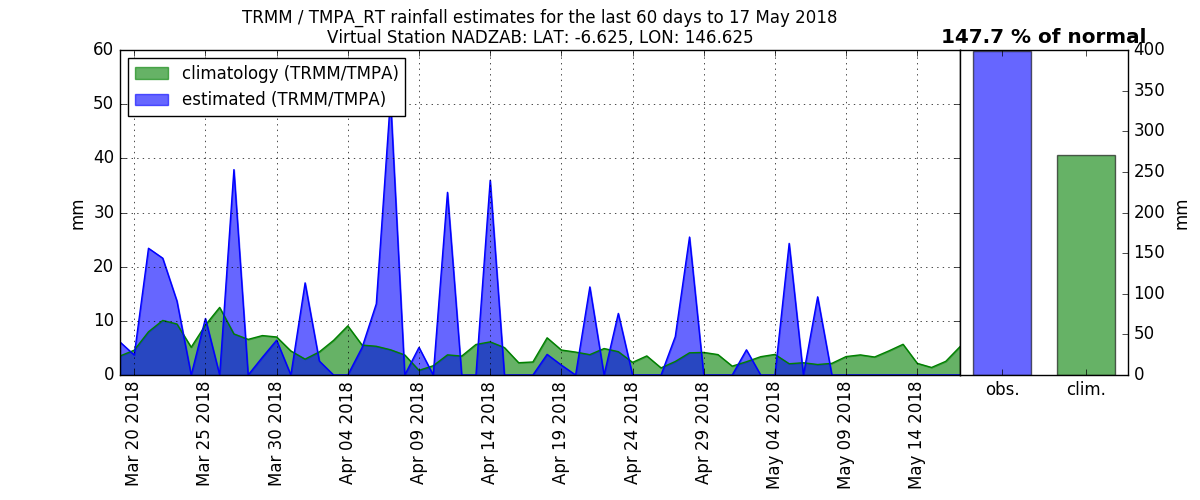 TRMM / TMPA_RT rainfall estimates for the last 60 days to 17 May 2018
Virtual Station NADZAB: LAT: -6.625, LON: 146.625
147.7 % of normal
climatology (TRMM/TMPA)
estimated (TRMM/TMPA)
60
50
40
30
20
10
0
mm
Mar 20 2018
Mar 25 2018
Mar 30 2018
Apr 04 2018
Apr 09 2018
Apr 14 2018
Apr 19 2018
Apr 24 2018
Apr 29 2018
May 04 2018
May 09 2018
May 14 2018
400
350
300
250
200
150
100
50
0
mm
obs.
clim.